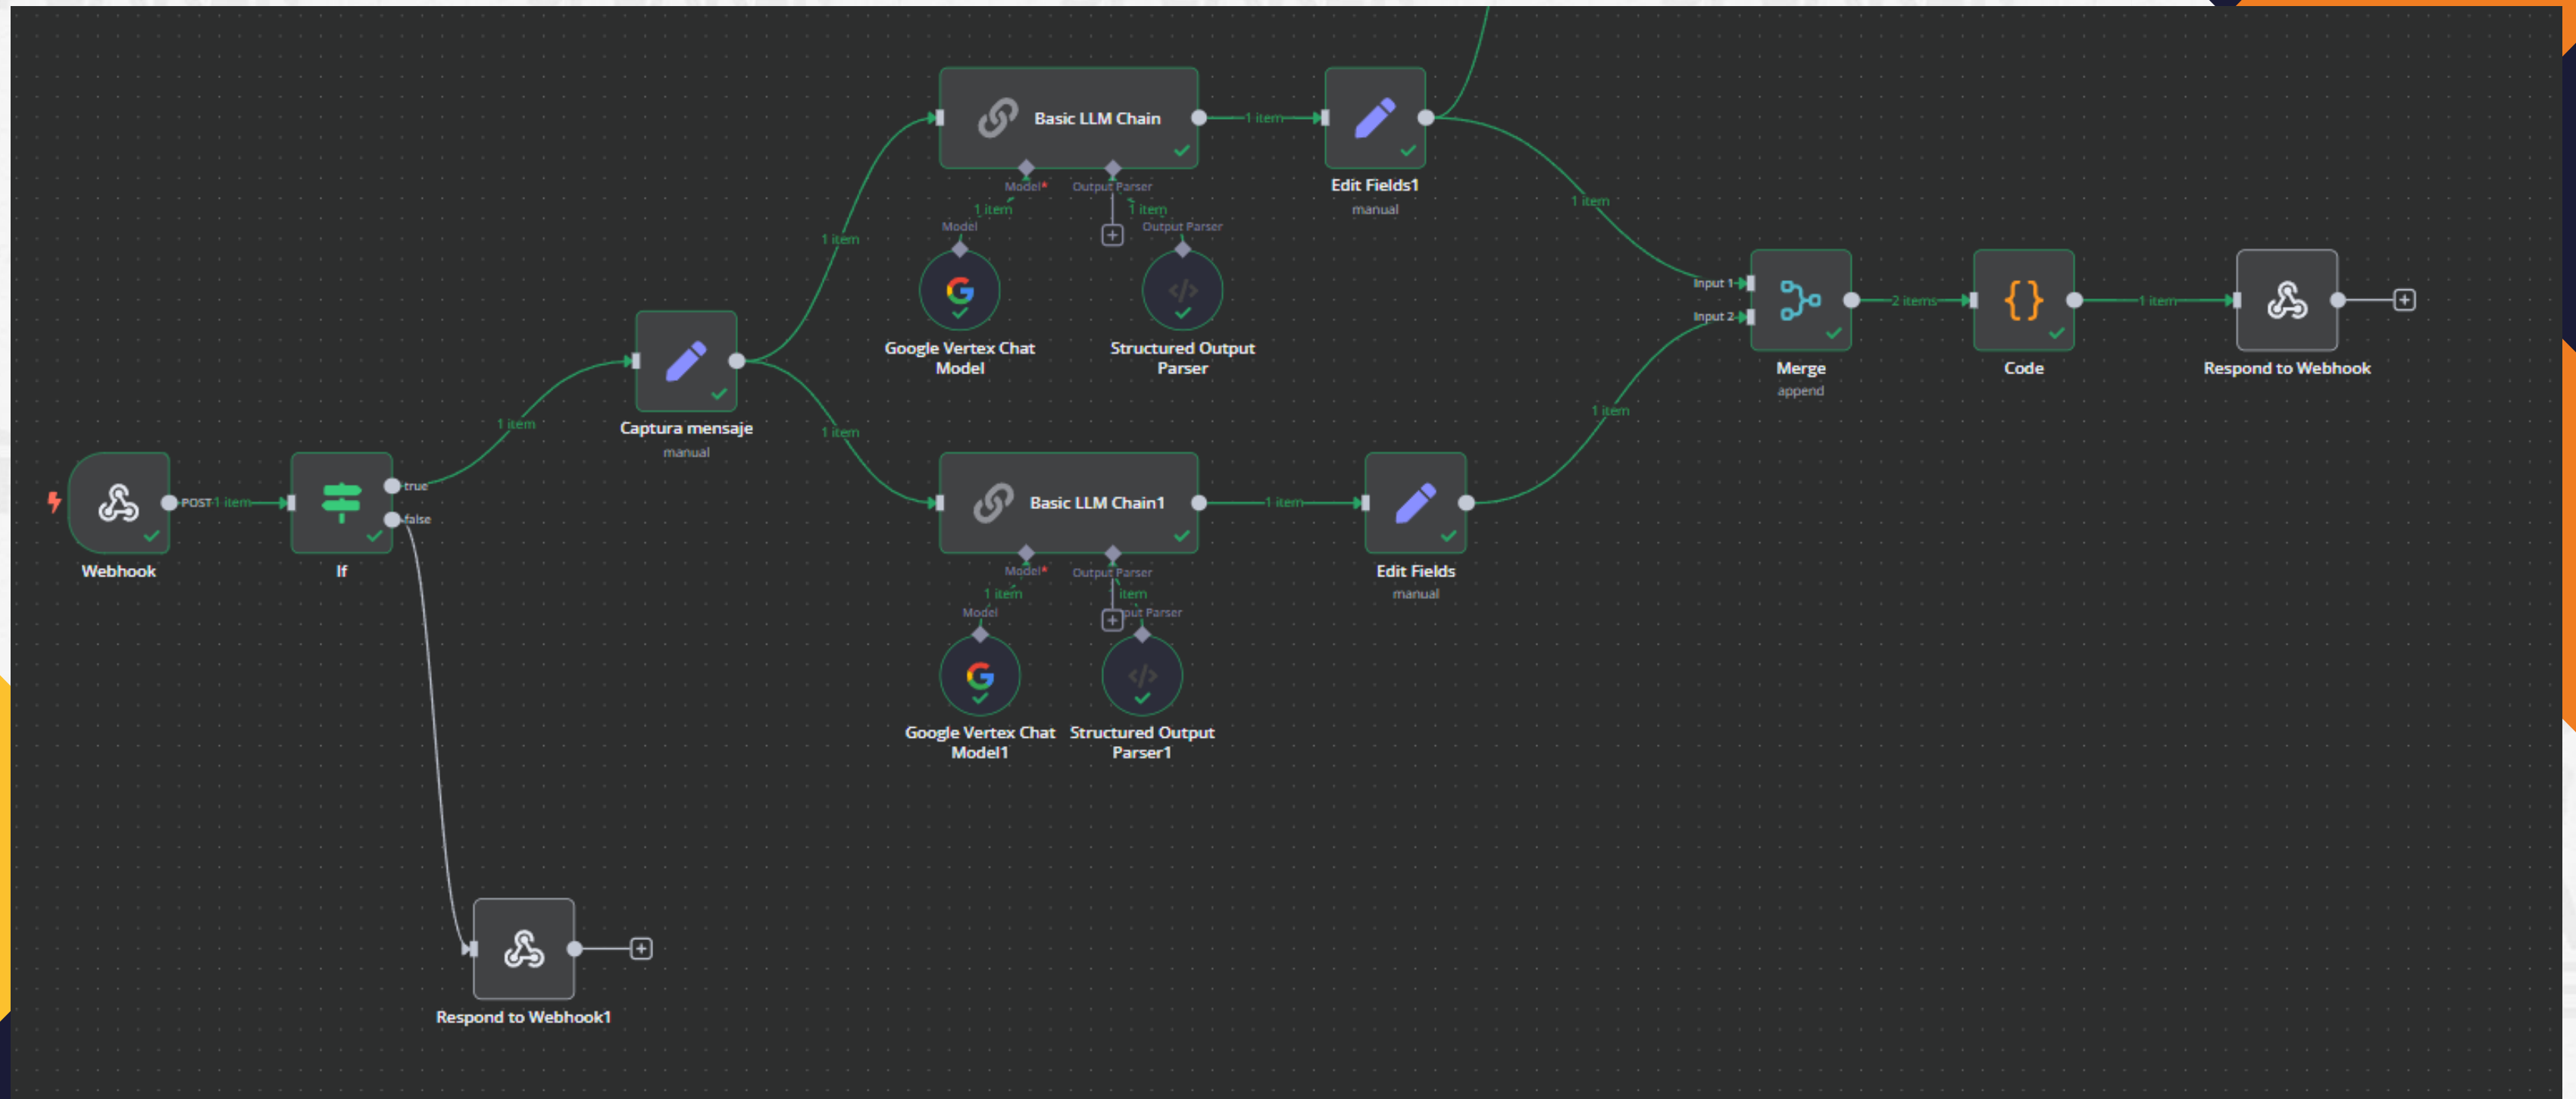 Basic LLM Chain
1 item
Edit Fields1
manual
Model*
Output Parser
1 item
1 item
Model
Output Parser
Google Vertex Chat
Model
Structured Output
Parser
1 item
1 item
Input 1
Input 2
2 items
1 item
Merge
append
Code
Respond to Webhook
Captura mensaje
manual
1 item
1 item
1 item
POST
1 item
true
false
Webhook
If
Basic LLM Chain1
1 item
Edit Fields
manual
Model*
Output Parser
1 item
item
Model
put Parser
Google Vertex Chat
Model1
Structured Output
Parser1
Respond to Webhook1